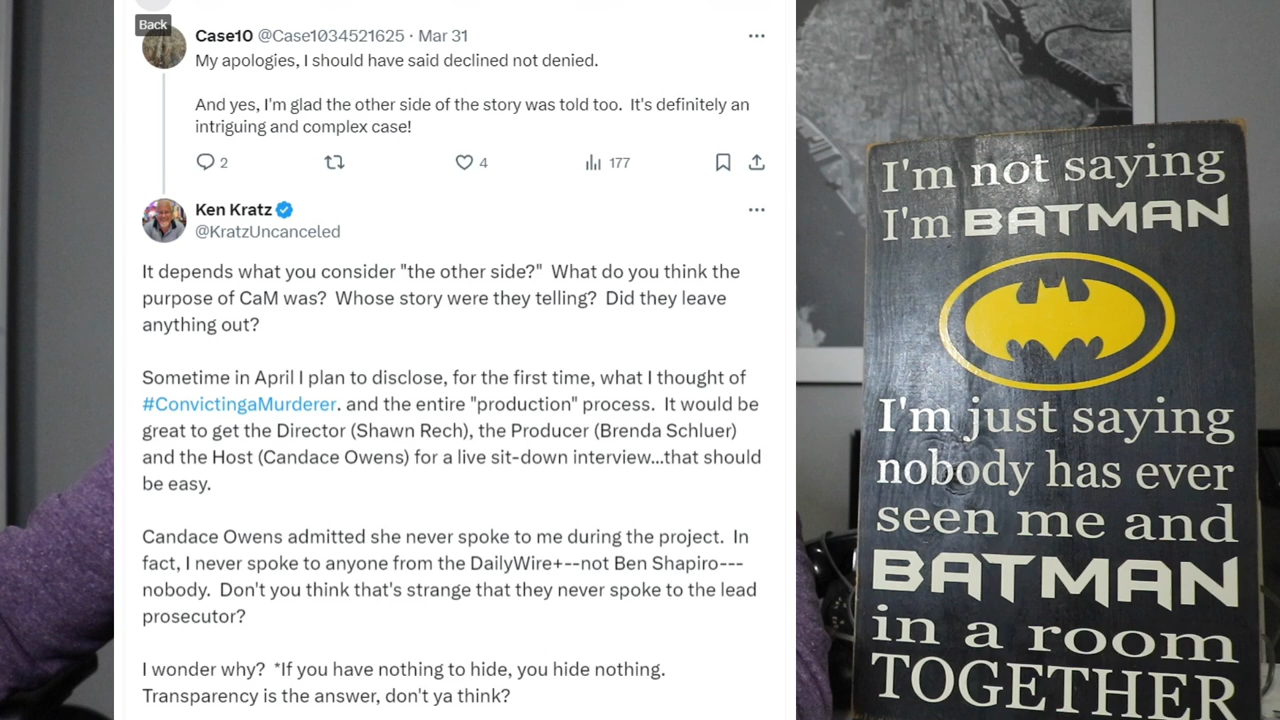 Back
Case10 @Case1034521625 · Mar 31
My apologies, I should have said declined not denied.
And yes, I'm glad the other side of the story was told too. It's definitely an
intriguing and complex case!
2
4
177
Ken Kratz
@KratzUncanceled
It depends what you consider "the other side?" What do you think the
purpose of CaM was? Whose story were they telling? Did they leave
anything out?
Sometime in April I plan to disclose, for the first time, what I thought of
#ConvictingaMurderer. and the entire "production" process. It would be
great to get the Director (Shawn Rech), the Producer (Brenda Schluer)
and the Host (Candace Owens) for a live sit-down interview...that should
be easy.
Candace Owens admitted she never spoke to me during the project. In
fact, I never spoke to anyone from the DailyWire+--not Ben Shapiro---
nobody. Don't you think that's strange that they never spoke to the lead
prosecutor?
I wonder why? *If you have nothing to hide, you hide nothing.
Transparency is the answer, don't ya think?
I'm not saying
I'm BATMAN
I'm just saying
nobody has ever
seen me and
BATMAN
in a room
TOGETHER